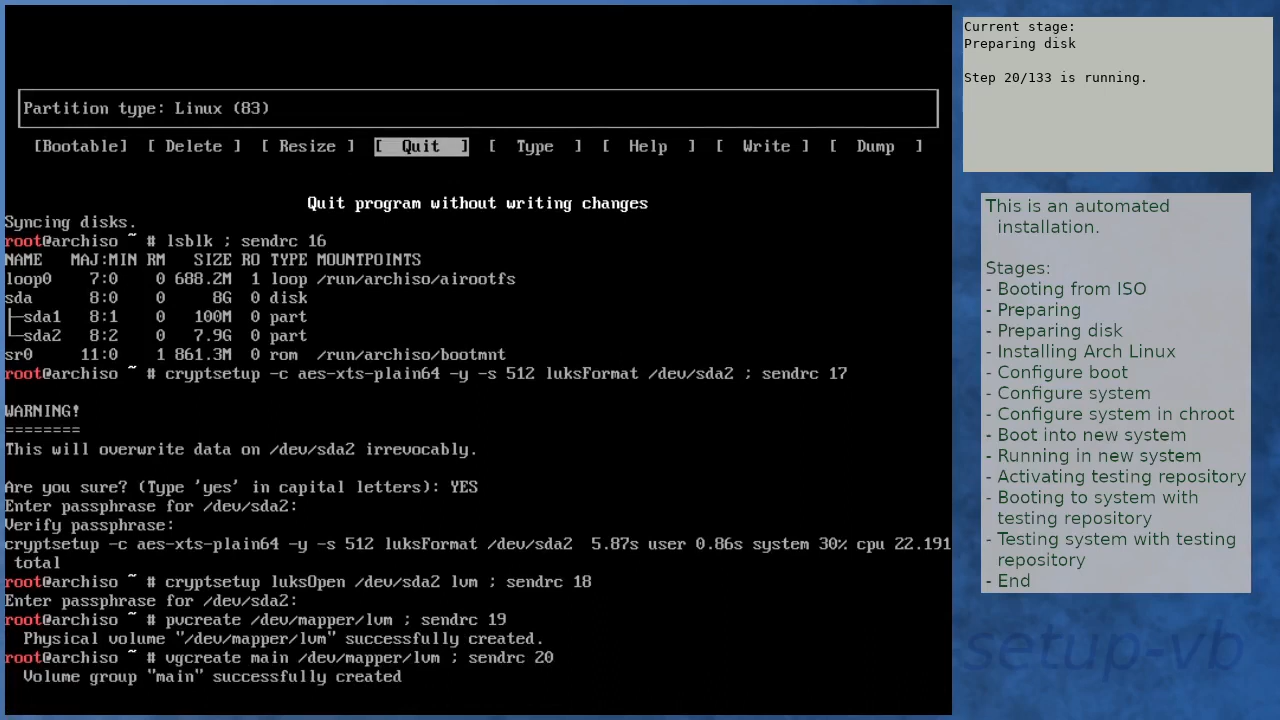 Partition type: Linux (83)
[Bootable] [ Delete ] [ Resize ] [ Quit ] [ Type ] [ Help ] [ Write ] [ Dump ]
Quit program without writing changes
Syncing disks.
root@archiso ~ # lsblk ; sendrc 16
NAME MAJ:MIN RM SIZE RO TYPE MOUNTPOINTS
loop0 7:0 0 688.2M 1 loop /run/archiso/airootfs
sda 8:0 0 8G 0 disk
├─sda1 8:1 0 100M 0 part
└─sda2 8:2 0 7.9G 0 part
sr0 11:0 1 861.3M 0 rom /run/archiso/bootmnt
root@archiso ~ # cryptsetup -c aes-xts-plain64 -y -s 512 luksFormat /dev/sda2 ; sendrc 17
WARNING!
========
This will overwrite data on /dev/sda2 irrevocably.
Are you sure? (Type 'yes' in capital letters): YES
Enter passphrase for /dev/sda2:
Verify passphrase:
cryptsetup -c aes-xts-plain64 -y -s 512 luksFormat /dev/sda2 5.87s user 0.86s system 30% cpu 22.191
total
root@archiso ~ # cryptsetup luksOpen /dev/sda2 lvm ; sendrc 18
Enter passphrase for /dev/sda2:
root@archiso ~ # pvcreate /dev/mapper/lvm ; sendrc 19
Physical volume "/dev/mapper/lvm" successfully created.
root@archiso ~ # vgcreate main /dev/mapper/lvm ; sendrc 20
Volume group "main" successfully created
Current stage:
Preparing disk
Step 20/133 is running.
This is an automated
installation.
Stages:
- Booting from ISO
- Preparing
- Preparing disk
- Installing Arch Linux
- Configure boot
- Configure system
- Configure system in chroot
- Boot into new system
- Running in new system
- Activating testing repository
- Booting to system with
testing repository
- Testing system with testing
repository
- End
setup-vb